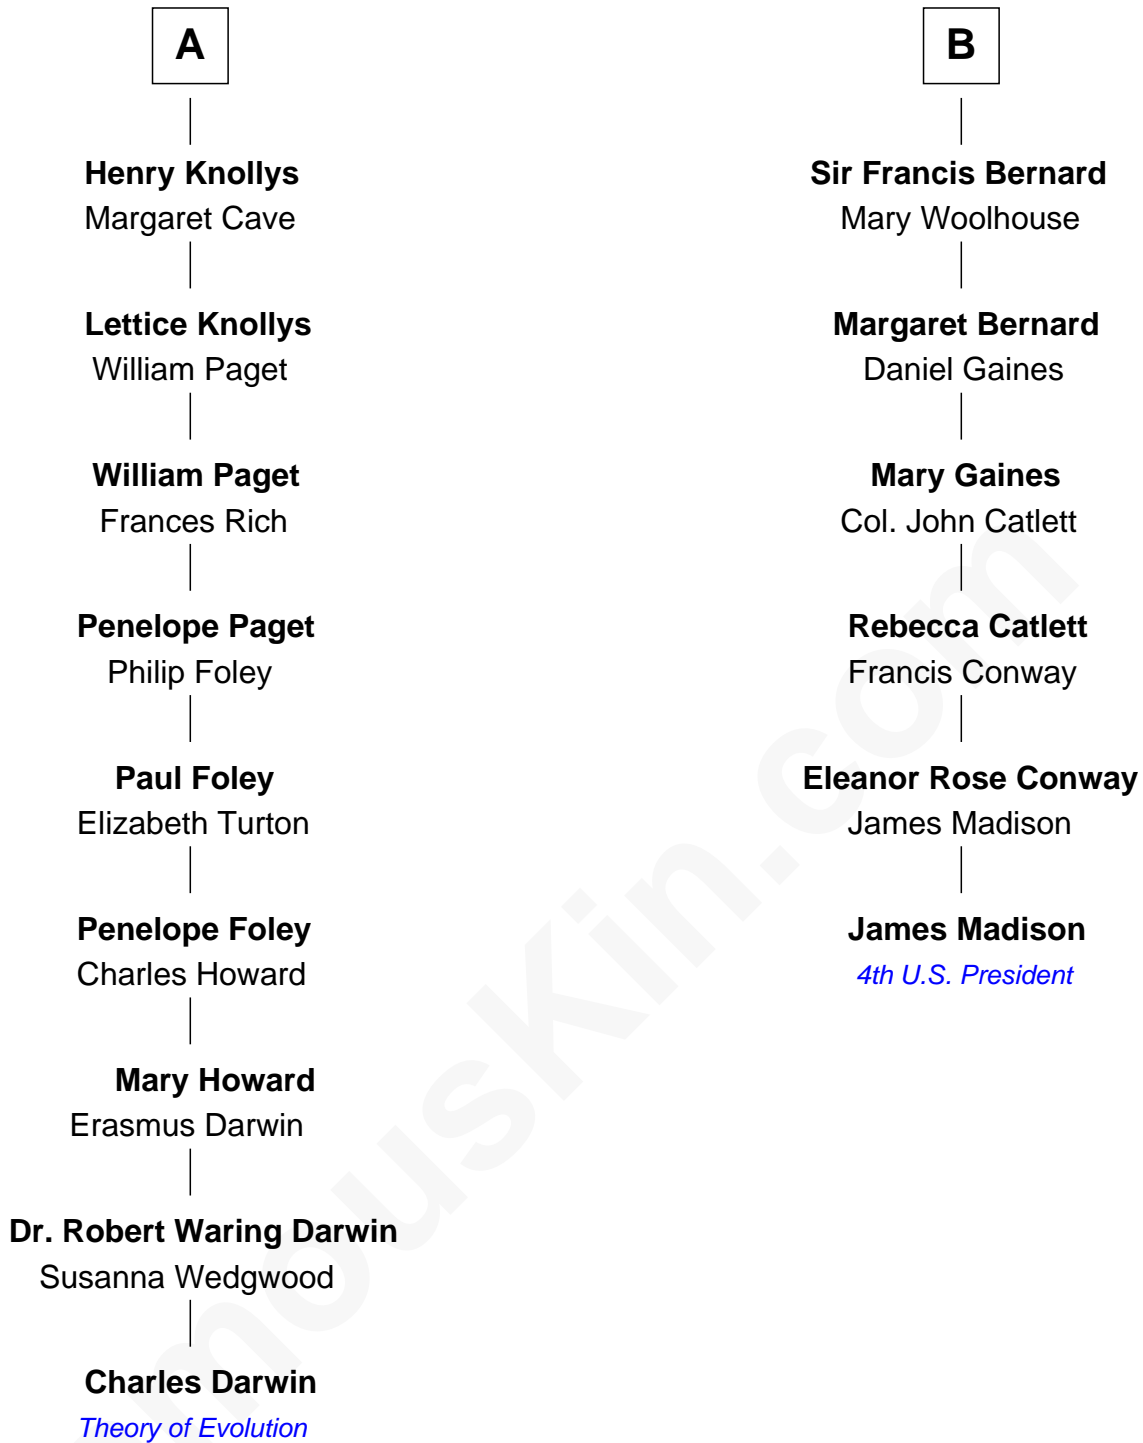 A
Henry Knollys
Margaret Cave
Lettice Knollys
William Paget
William Paget
Frances Rich
Penelope Paget
Philip Foley
Paul Foley
Elizabeth Turton
Penelope Foley
Charles Howard
Mary Howard
Erasmus Darwin
Dr. Robert Waring Darwin
Susanna Wedgwood
Charles Darwin
Theory of Evolution
B
Sir Francis Bernard
Mary Woolhouse
Margaret Bernard
Daniel Gaines
Mary Gaines
Col. John Catlett
Rebecca Catlett
Francis Conway
Eleanor Rose Conway
James Madison
James Madison
4th U.S. President
mouskin.com